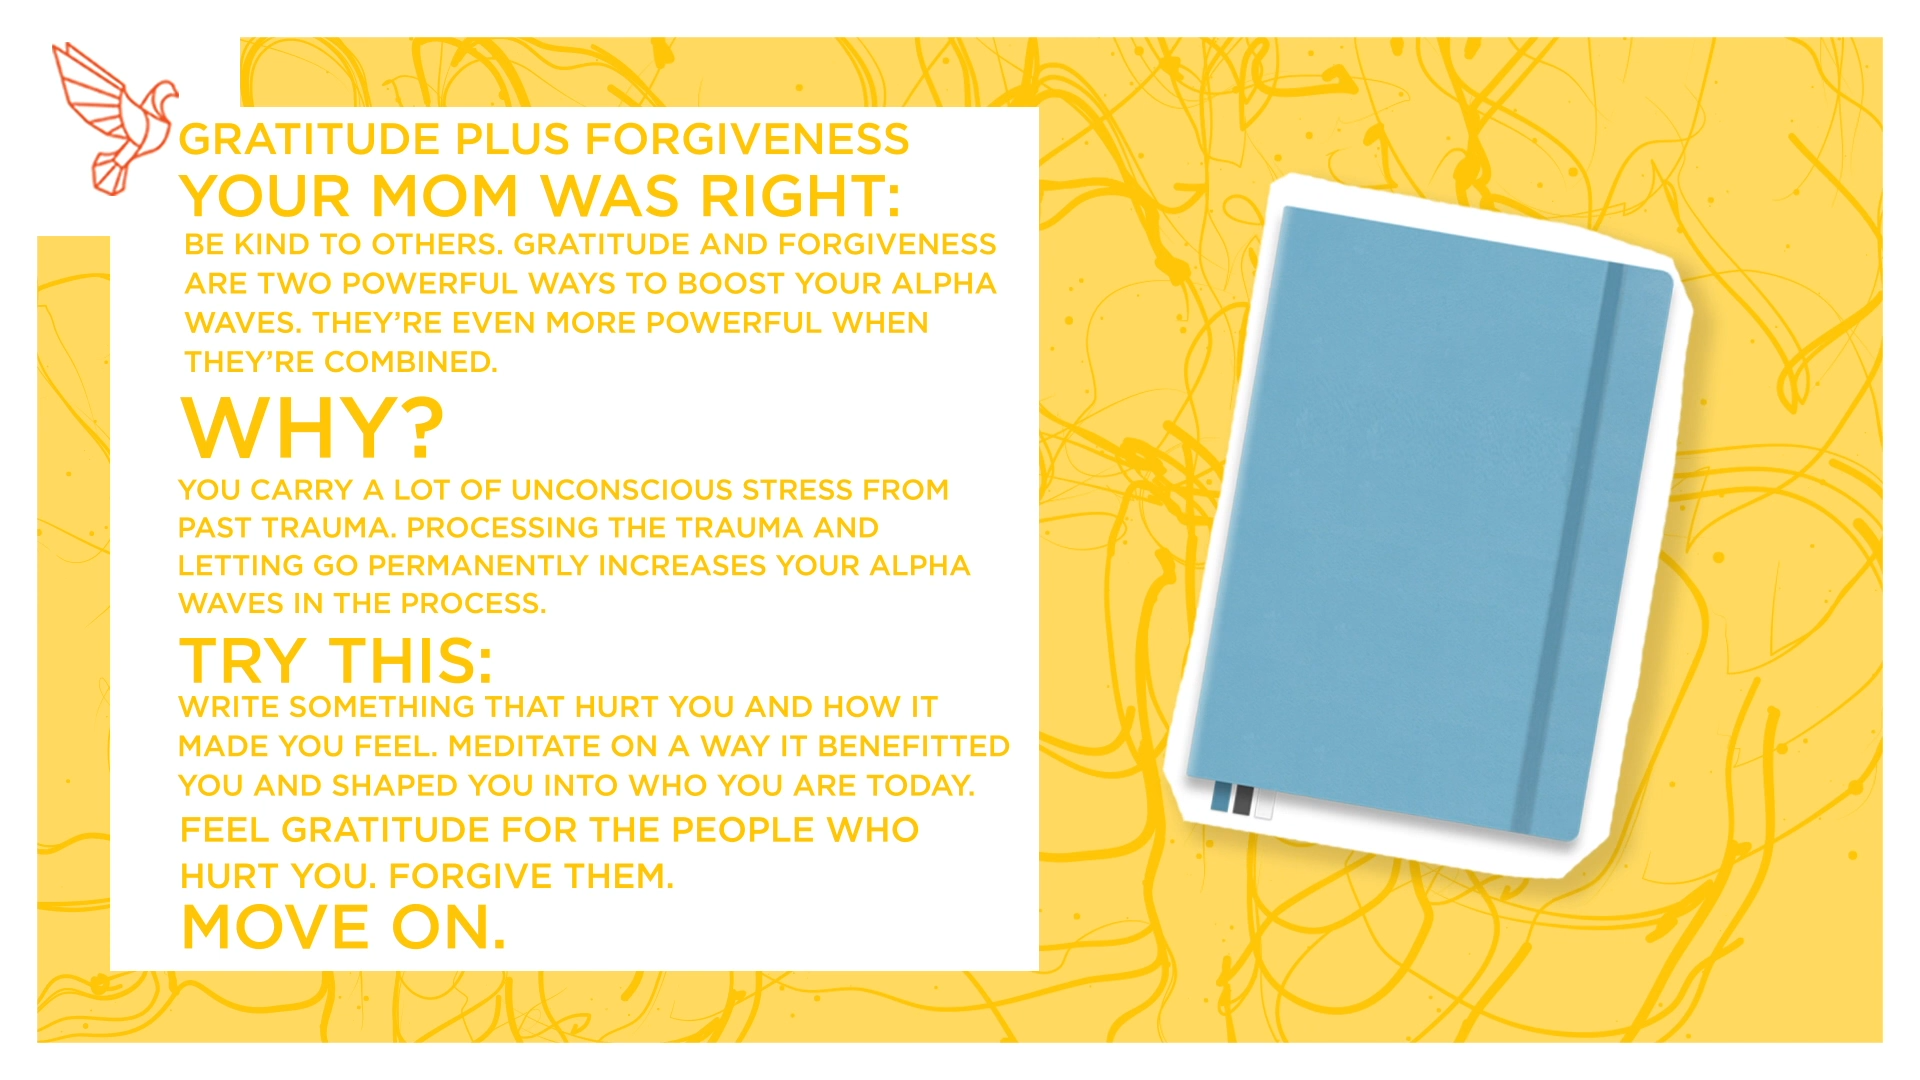 GRATITUDE PLUS FORGIVENESS
YOUR MOM WAS RIGHT:
BE KIND TO OTHERS. GRATITUDE AND FORGIVENESS
ARE TWO POWERFUL WAYS TO BOOST YOUR ALPHA
WAVES. THEY’RE EVEN MORE POWERFUL WHEN
THEY’RE COMBINED.
WHY?
YOU CARRY A LOT OF UNCONSCIOUS STRESS FROM
PAST TRAUMA. PROCESSING THE TRAUMA AND
LETTING GO PERMANENTLY INCREASES YOUR ALPHA
WAVES IN THE PROCESS.
TRY THIS:
WRITE SOMETHING THAT HURT YOU AND HOW IT
MADE YOU FEEL. MEDITATE ON A WAY IT BENEFITTED
YOU AND SHAPED YOU INTO WHO YOU ARE TODAY.
FEEL GRATITUDE FOR THE PEOPLE WHO
HURT YOU. FORGIVE THEM.
MOVE ON.